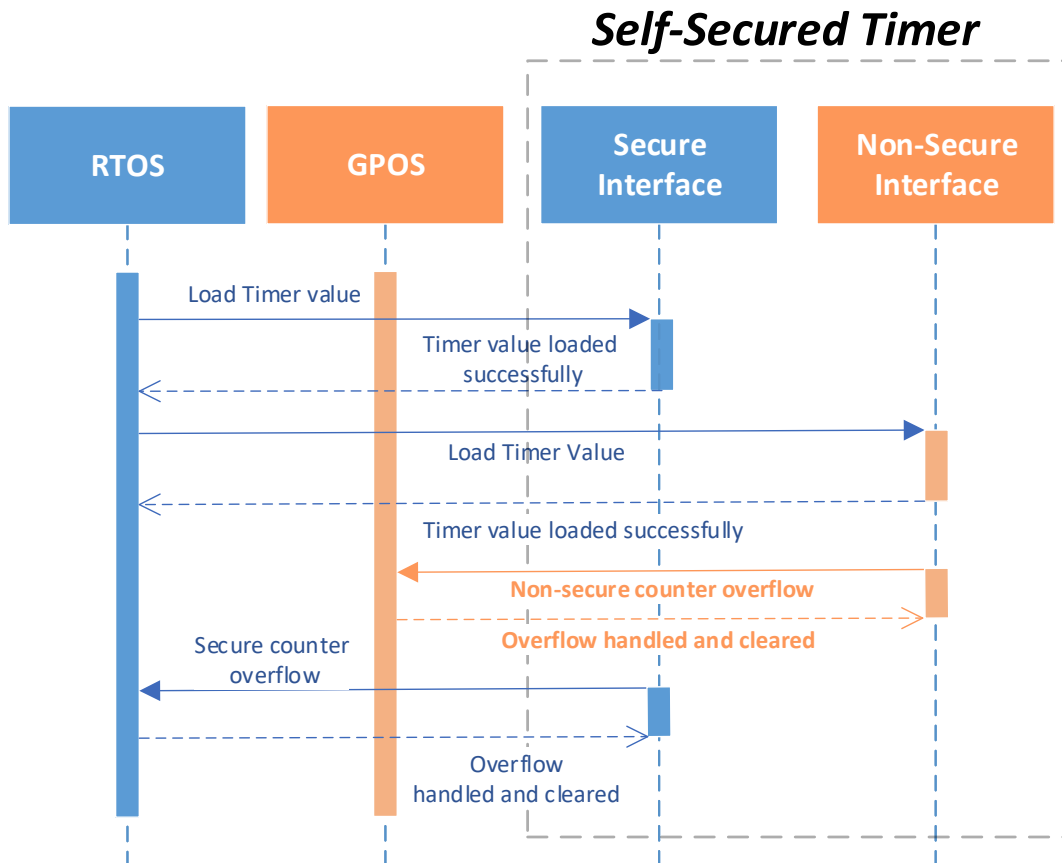 Self-Secured Timer
RTOS
GPOS
Secure
Interface
Non-Secure
Interface
Load Timer value
Timer value loaded
successfully
Load Timer Value
Timer value loaded successfully
Non-secure counter overflow
Overflow handled and cleared
Secure counter
overflow
Overflow
handled and cleared